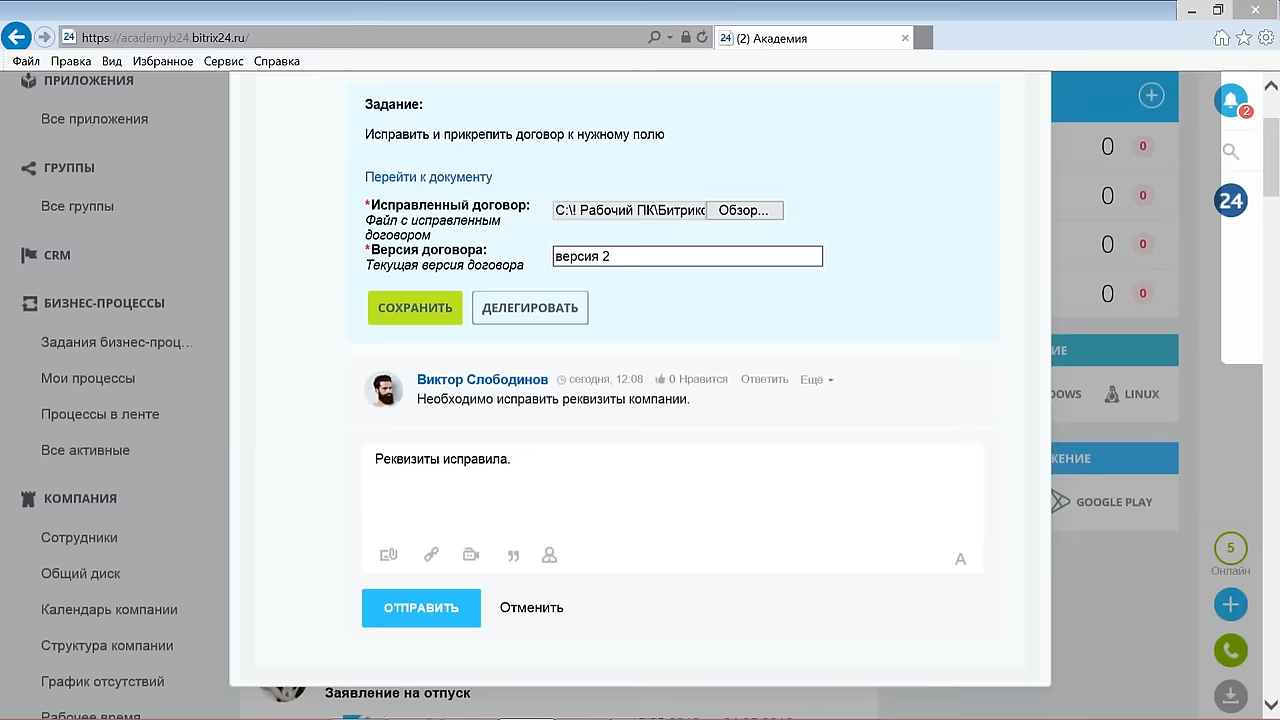 24 https://academyb24.bitrix24.ru/
24 (2) Академия
Файл Правка Вид Избранное Сервис Справка
ПРИЛОЖЕНИЯ
Все приложения
ГРУППЫ
Все группы
CRM
БИЗНЕС-ПРОЦЕССЫ
Задания бизнес-проц...
Мои процессы
Процессы в ленте
Все активные
КОМПАНИЯ
Сотрудники
Общий диск
Календарь компании
Структура компании
График отсутствий
Рабочее время
Задание:
Исправить и прикрепить договор к нужному полю
Перейти к документу
*Исправленный договор:
Файл с исправленным
договором
C:\! Рабочий ПК\Битрикс Обзор...
*Версия договора:
Текущая версия договора
версия 2
СОХРАНИТЬ ДЕЛЕГИРОВАТЬ
Виктор Слободинов сегодня, 12:08 0 Нравится Ответить Ещё
Необходимо исправить реквизиты компании.
Реквизиты исправила.
A
ОТПРАВИТЬ Отменить
Заявление на отпуск
0 0
0 0
0 0
0 0
ИЕ
DOWS LINUX
ЖЕНИЕ
GOOGLE PLAY
2
24
5
Онлайн